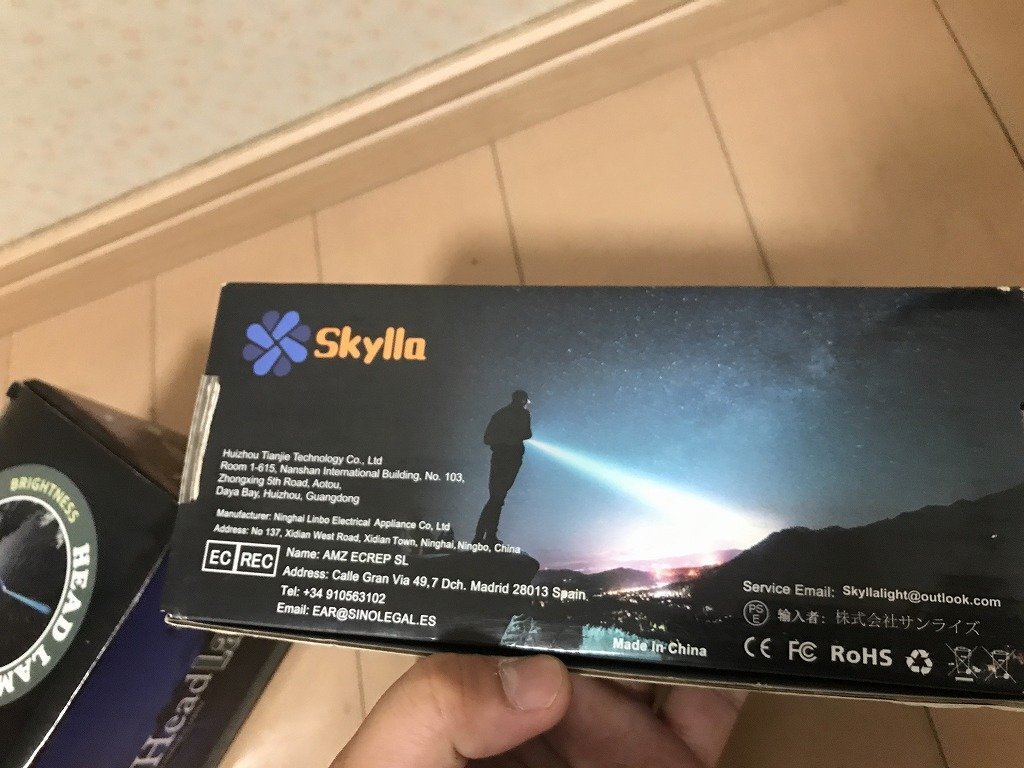 Skylla
Huizhou Tianjie Technology Co., Ltd
Room 1-615, Nanshan International Building, No. 103,
Zhongxing 5th Road, Aotou,
Daya Bay, Huizhou, Guangdong
Manufacturer: Ninghai Linbo Electrical Appliance Co, Ltd
Address: No 137, Xidian West Road, Xidian Town, Ninghai, Ningbo, China
EC REC
Name: AMZ ECREP SL
Address: Calle Gran Via 49,7 Dch. Madrid 28013 Spain
Tel: +34 910563102
Email: EAR@SINOLEGAL.ES
Made in China
Service Email: Skyllalight@outlook.com
PS E 输入者: 株式会社サンライズ
CE FC RoHS
BRIGHTNESS
HEAD LAM
Head La